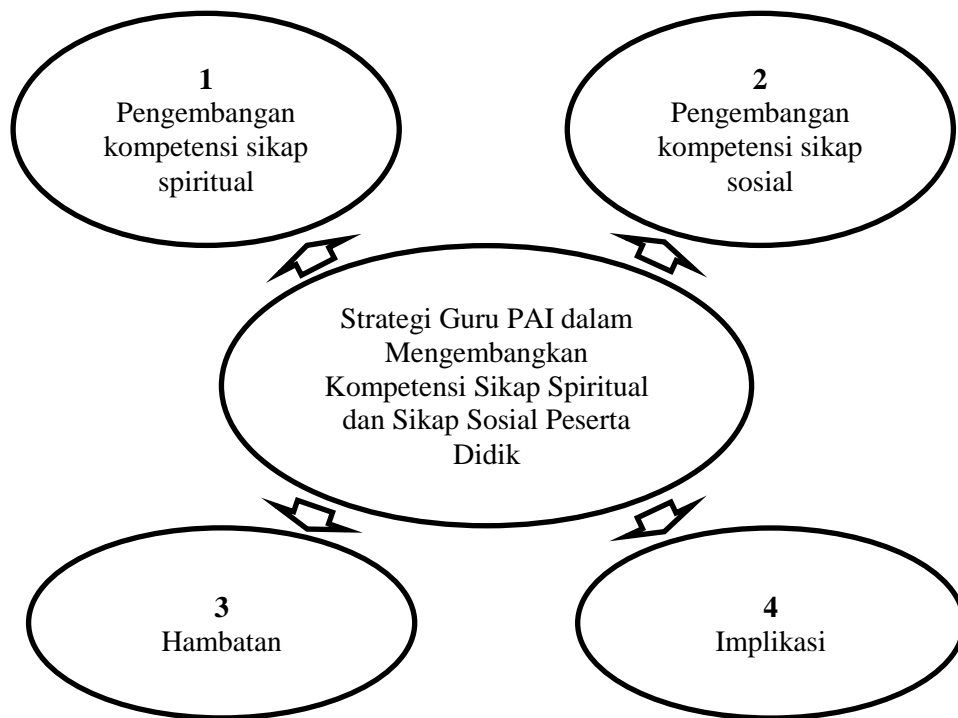 1
Pengembangan
kompetensi sikap
spiritual
2
Pengembangan
kompetensi sikap
sosial
Strategi Guru PAI dalam
Mengembangkan
Kompetensi Sikap Spiritual
dan Sikap Sosial Peserta
Didik
3
Hambatan
4
Implikasi